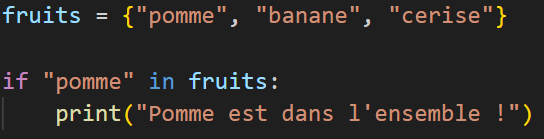 fruits = {"pomme", "banane", "cerise"}
if "pomme" in fruits:
    print("Pomme est dans l'ensemble !")